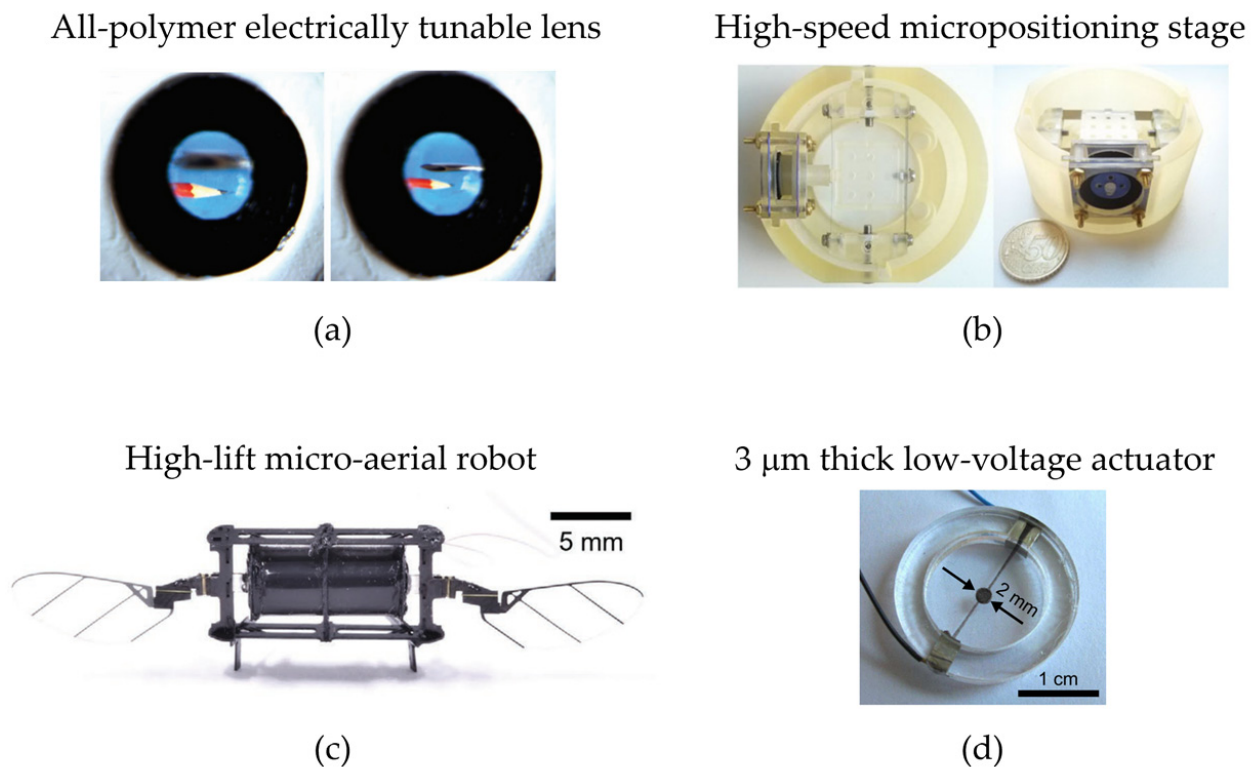 All-polymer electrically tunable lens
High-speed micropositioning stage
50
(a)
(b)
High-lift micro-aerial robot
3 μm thick low-voltage actuator
5 mm
2 mm
1 cm
(c)
(d)